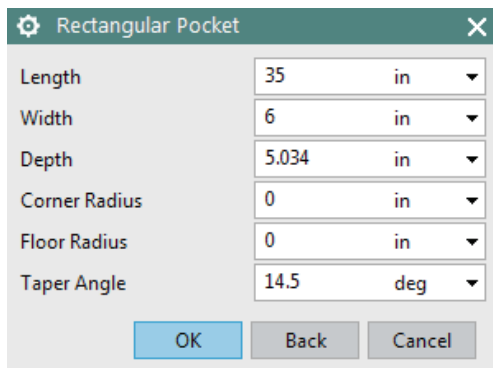 Rectangular Pocket
Length 35 in
Width 6 in
Depth 5.034 in
Corner Radius 0 in
Floor Radius 0 in
Taper Angle 14.5 deg
OK Back Cancel